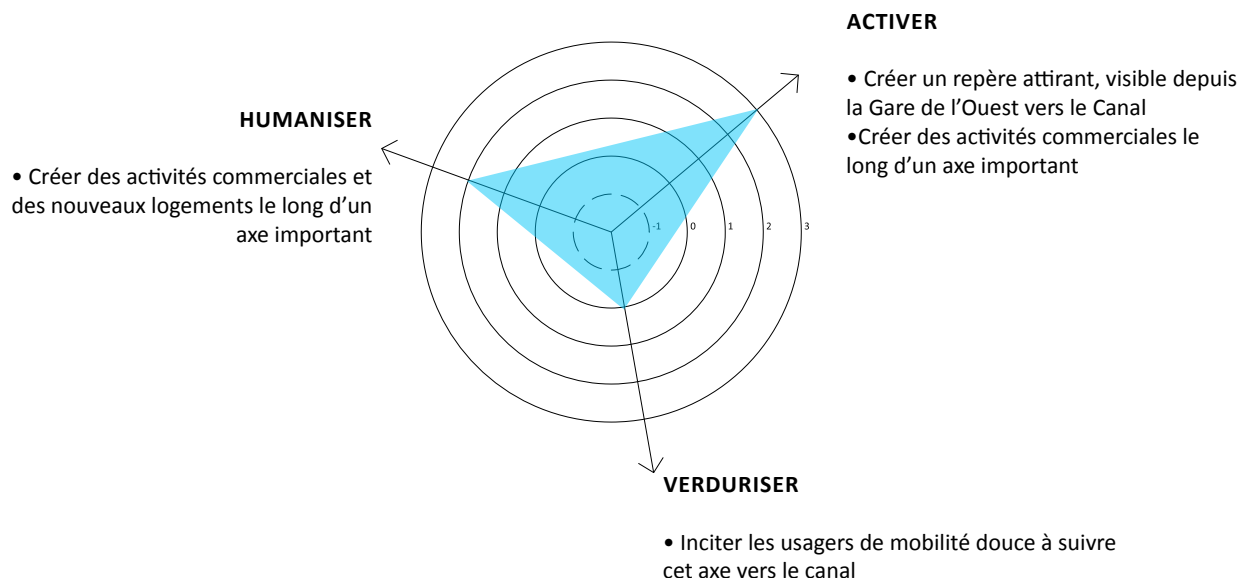 ACTIVER
• Créer un repère attirant, visible depuis
la Gare de l’Ouest vers le Canal
•Créer des activités commerciales le
long d’un axe important
HUMANISER
• Créer des activités commerciales et
des nouveaux logements le long d’un
axe important
-1
0
1
2
3
VERDURISER
• Inciter les usagers de mobilité douce à suivre
cet axe vers le canal